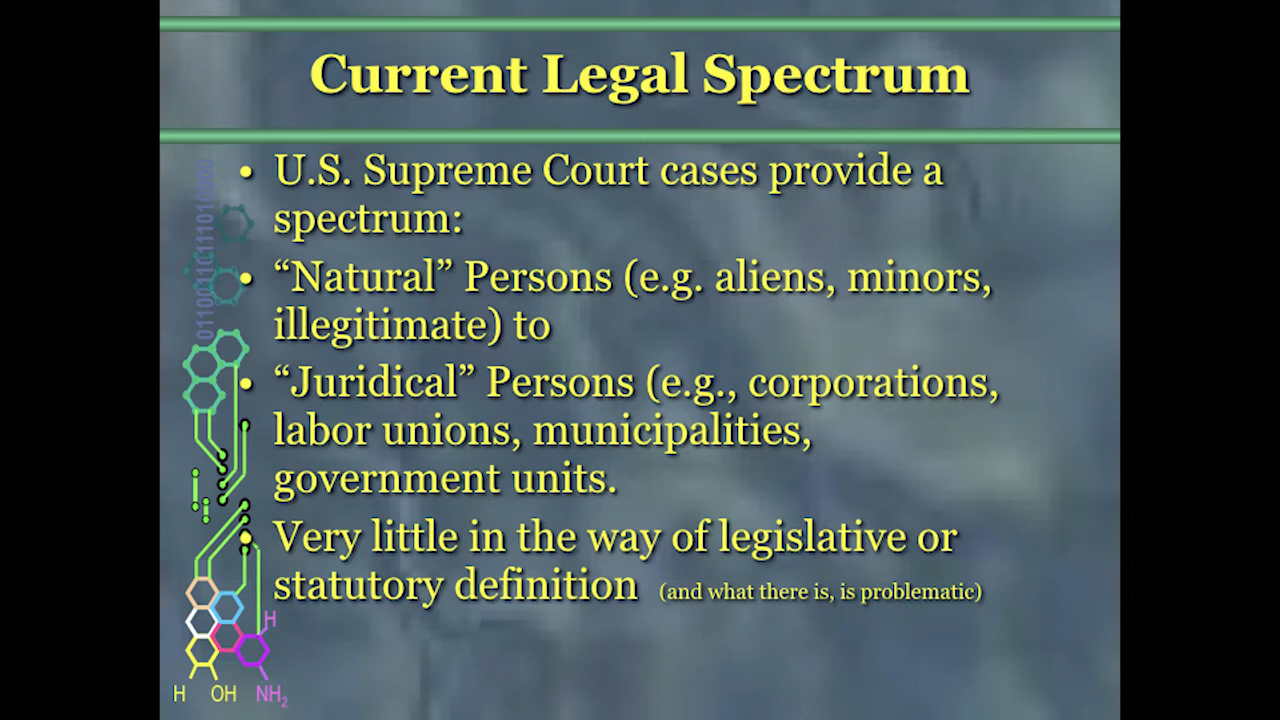 Current Legal Spectrum
• U.S. Supreme Court cases provide a
spectrum:
• “Natural” Persons (e.g. aliens, minors,
illegitimate) to
• “Juridical” Persons (e.g., corporations,
labor unions, municipalities,
government units.
• Very little in the way of legislative or
statutory definition (and what there is, is problematic)
H
H OH NH₂